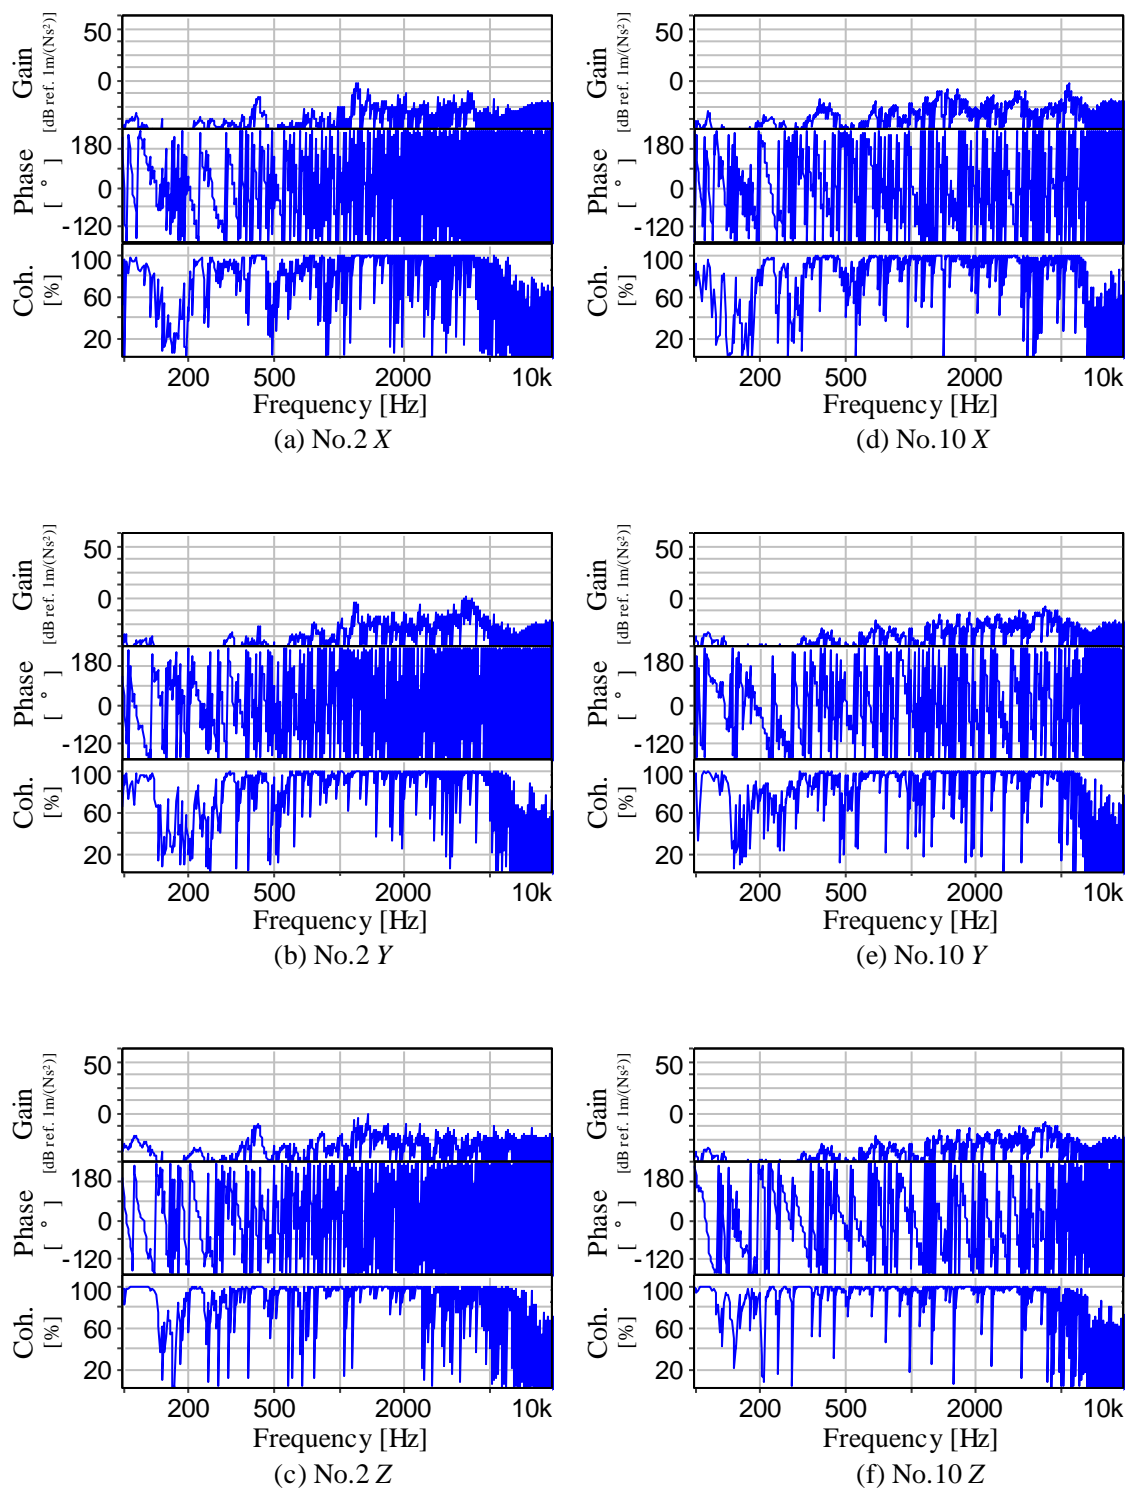 50
0
Gain
[dB ref. 1m/(Ns²)]
180
0
-120
Phase
[ ° ]
100
60
20
Coh.
[%]
200 500 2000 10k
Frequency [Hz]
(a) No.2 X
50
0
Gain
[dB ref. 1m/(Ns²)]
180
0
-120
Phase
[ ° ]
100
60
20
Coh.
[%]
200 500 2000 10k
Frequency [Hz]
(d) No.10 X
50
0
Gain
[dB ref. 1m/(Ns²)]
180
0
-120
Phase
[ ° ]
100
60
20
Coh.
[%]
200 500 2000 10k
Frequency [Hz]
(b) No.2 Y
50
0
Gain
[dB ref. 1m/(Ns²)]
180
0
-120
Phase
[ ° ]
100
60
20
Coh.
[%]
200 500 2000 10k
Frequency [Hz]
(e) No.10 Y
50
0
Gain
[dB ref. 1m/(Ns²)]
180
0
-120
Phase
[ ° ]
100
60
20
Coh.
[%]
200 500 2000 10k
Frequency [Hz]
(c) No.2 Z
50
0
Gain
[dB ref. 1m/(Ns²)]
180
0
-120
Phase
[ ° ]
100
60
20
Coh.
[%]
200 500 2000 10k
Frequency [Hz]
(f) No.10 Z